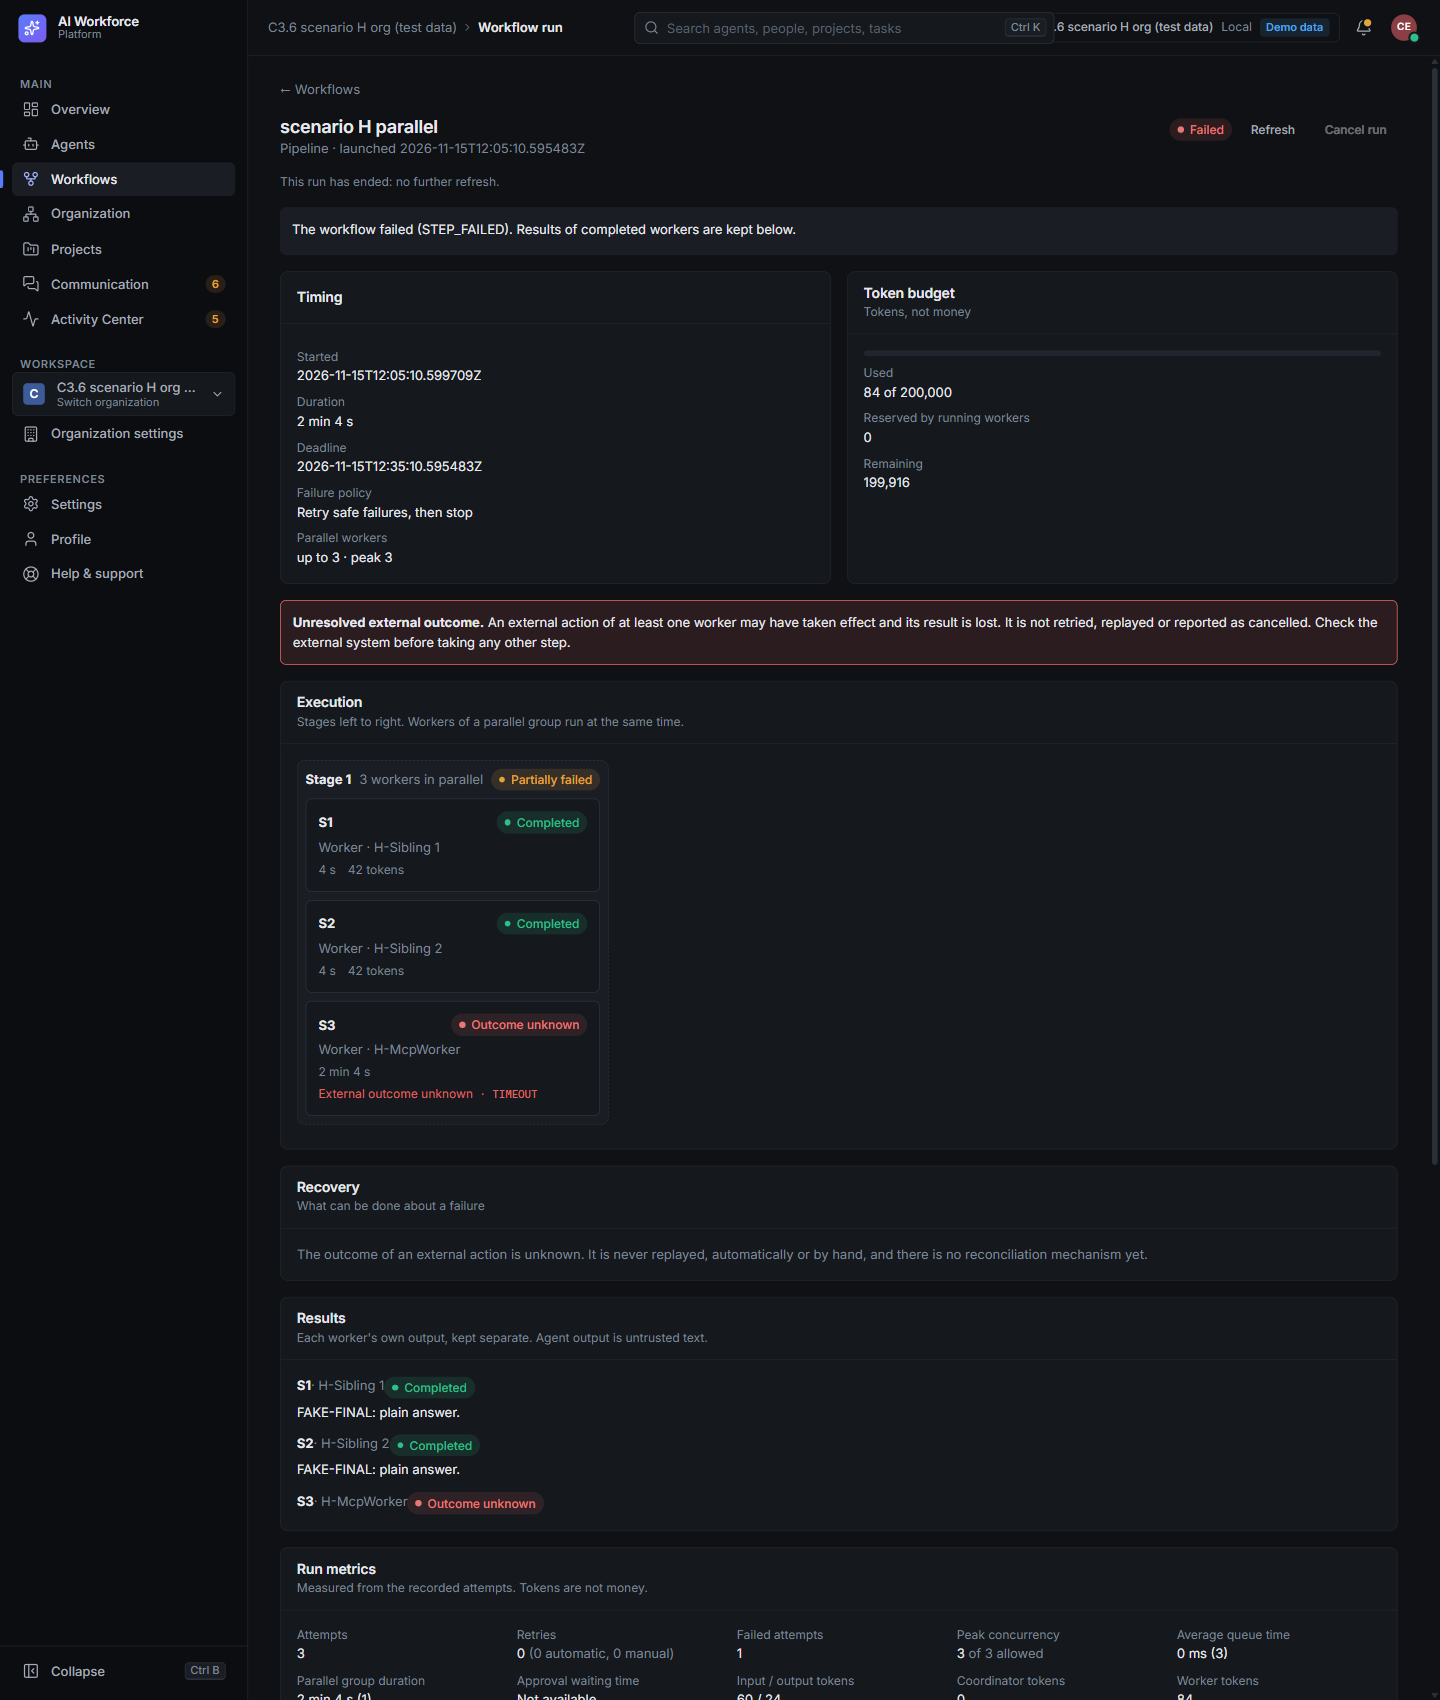 AI Workforce
Platform
C3.6 scenario H org (test data) › Workflow run
Search agents, people, projects, tasks
Ctrl K
.6 scenario H org (test data)
Local
Demo data
CE
MAIN
Overview
Agents
Workflows
Organization
Projects
Communication 6
Activity Center 5
WORKSPACE
C
C3.6 scenario H org ...
Switch organization
Organization settings
PREFERENCES
Settings
Profile
Help & support
Collapse
Ctrl B
← Workflows
scenario H parallel
Pipeline · launched 2026-11-15T12:05:10.595483Z
Failed
Refresh
Cancel run
This run has ended: no further refresh.
The workflow failed (STEP_FAILED). Results of completed workers are kept below.
Timing
Started
2026-11-15T12:05:10.599709Z
Duration
2 min 4 s
Deadline
2026-11-15T12:35:10.595483Z
Failure policy
Retry safe failures, then stop
Parallel workers
up to 3 · peak 3
Token budget
Tokens, not money
Used
84 of 200,000
Reserved by running workers
0
Remaining
199,916
Unresolved external outcome. An external action of at least one worker may have taken effect and its result is lost. It is not retried, replayed or reported as cancelled. Check the
external system before taking any other step.
Execution
Stages left to right. Workers of a parallel group run at the same time.
Stage 1 3 workers in parallel Partially failed
S1 Completed
Worker · H-Sibling 1
4 s 42 tokens
S2 Completed
Worker · H-Sibling 2
4 s 42 tokens
S3 Outcome unknown
Worker · H-McpWorker
2 min 4 s
External outcome unknown · TIMEOUT
Recovery
What can be done about a failure
The outcome of an external action is unknown. It is never replayed, automatically or by hand, and there is no reconciliation mechanism yet.
Results
Each worker's own output, kept separate. Agent output is untrusted text.
S1· H-Sibling 1 Completed
FAKE-FINAL: plain answer.
S2· H-Sibling 2 Completed
FAKE-FINAL: plain answer.
S3· H-McpWorker Outcome unknown
Run metrics
Measured from the recorded attempts. Tokens are not money.
Attempts
3
Retries
0 (0 automatic, 0 manual)
Failed attempts
1
Peak concurrency
3 of 3 allowed
Average queue time
0 ms (3)
Parallel group duration
2 min 4 s (1)
Approval waiting time
Not available
Input / output tokens
60 / 24
Coordinator tokens
0
Worker tokens
84